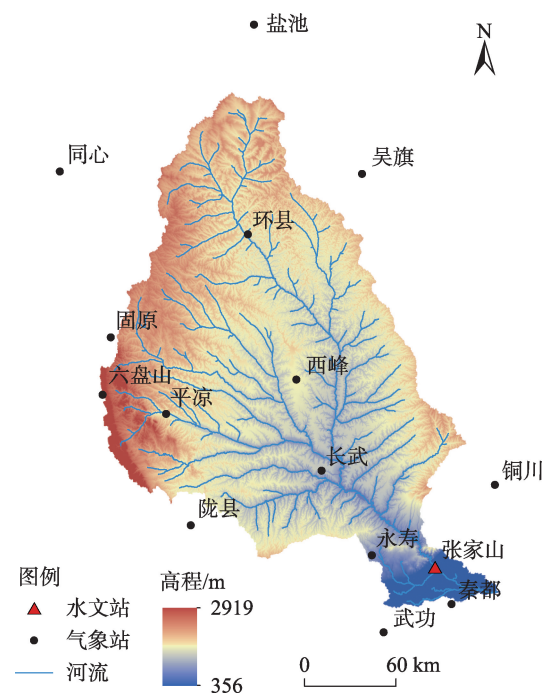 盐池
N
同心
吴旗
环县
固原
六盘山
西峰
平凉
长武
铜川
陇县
永寿
张家山
秦都
武功
图例
水文站
气象站
河流
高程/m
2919
356
0 60 km